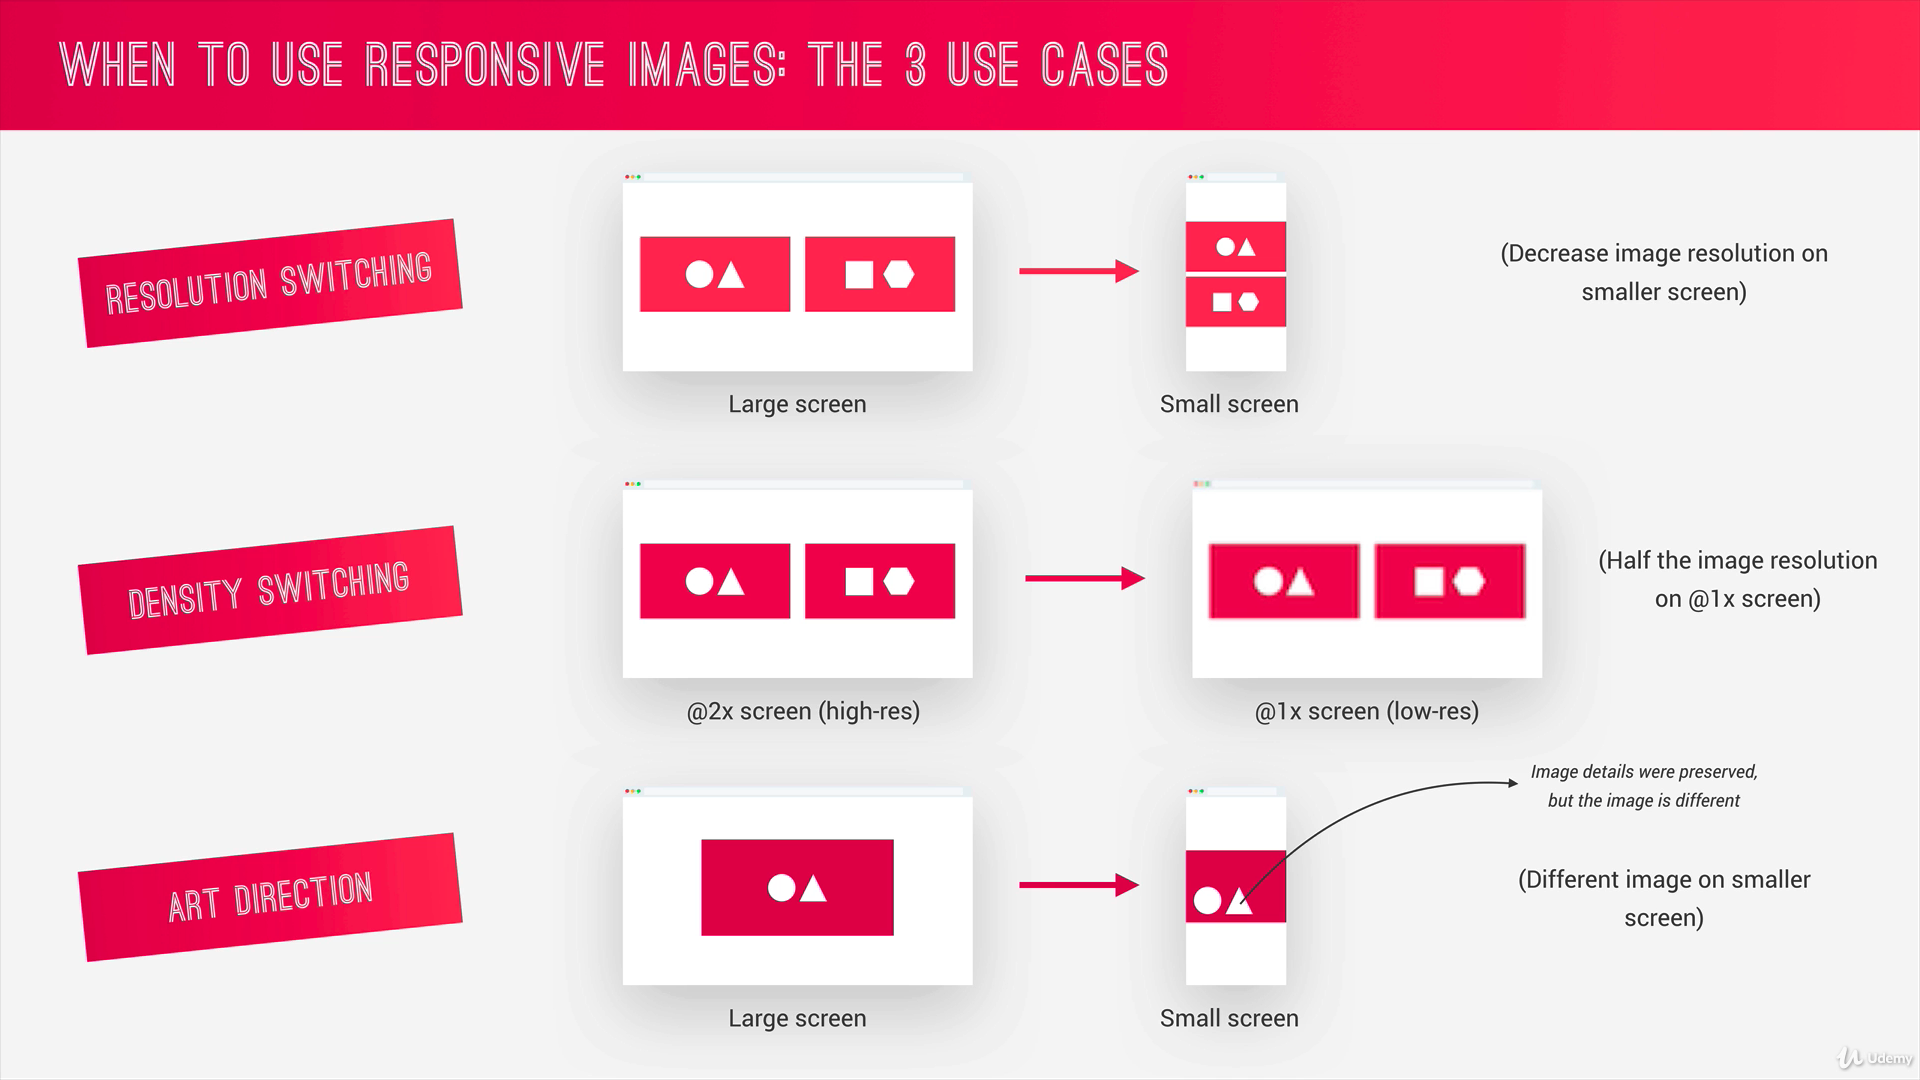 WHEN TO USE RESPONSIVE IMAGES: THE 3 USE CASES
RESOLUTION SWITCHING
Large screen
Small screen
(Decrease image resolution on
smaller screen)
DENSITY SWITCHING
@2x screen (high-res)
@1x screen (low-res)
(Half the image resolution
on @1x screen)
ART DIRECTION
Large screen
Small screen
Image details were preserved,
but the image is different
(Different image on smaller
screen)
Udemy